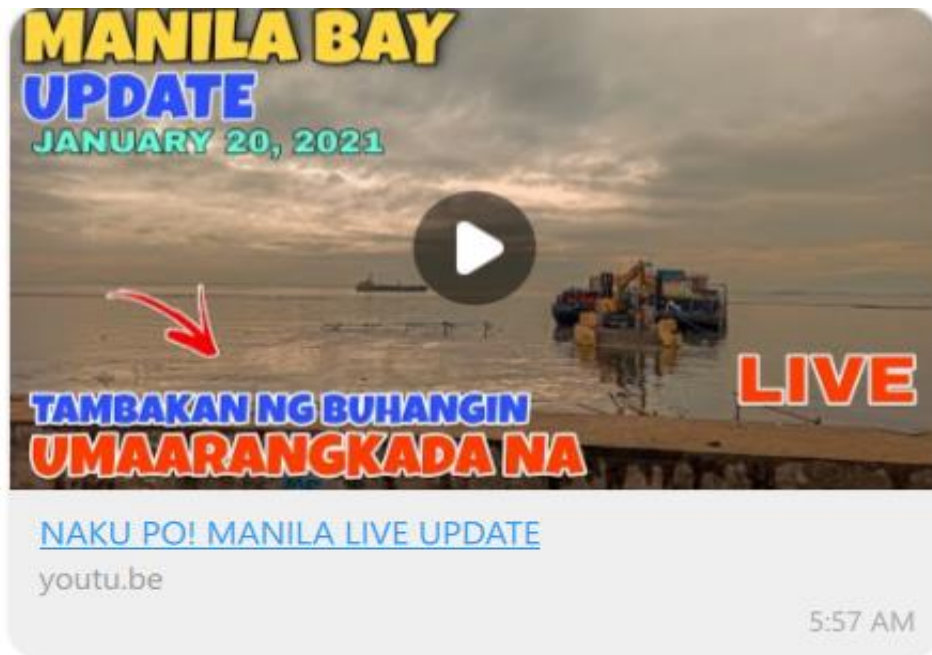 MANILA BAY
UPDATE
JANUARY 20, 2021
LIVE
TAMBAKAN NG BUHANGIN
UMAARANGKADA NA
NAKU PO! MANILA LIVE UPDATE
youtu.be
5:57 AM